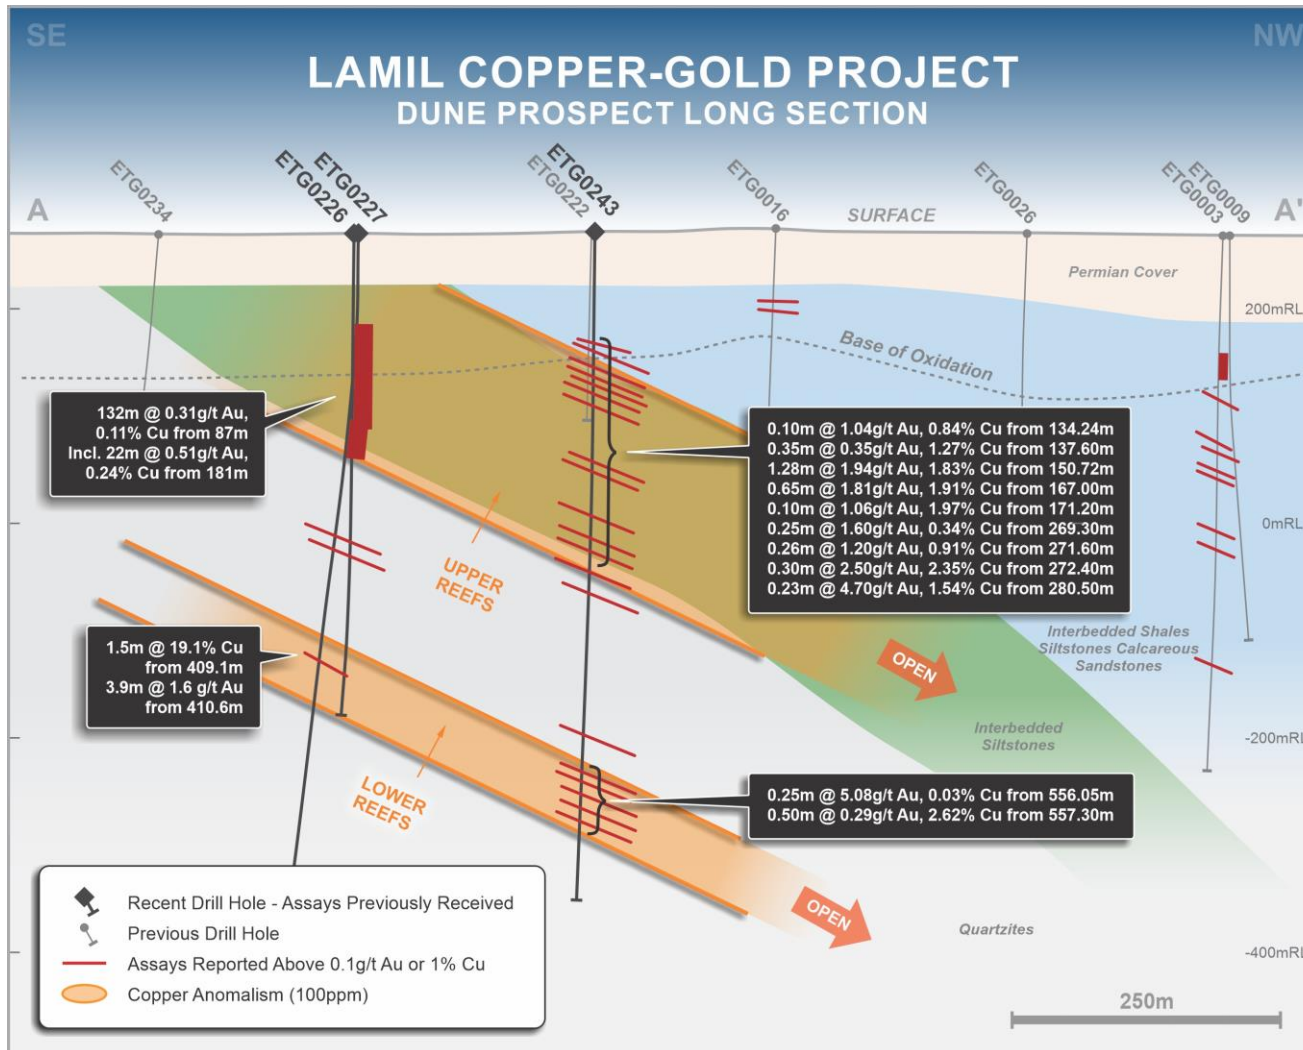 SE
NW
LAMIL COPPER-GOLD PROJECT
DUNE PROSPECT LONG SECTION
ETG0234
ETG0226
ETG0227
ETG0222
ETG0243
ETG0016
ETG0026
ETG0003
ETG0009
A
SURFACE
A'
Permian Cover
200mRL
Base of Oxidation
132m @ 0.31g/t Au,
0.11% Cu from 87m
Incl. 22m @ 0.51g/t Au,
0.24% Cu from 181m
0.10m @ 1.04g/t Au, 0.84% Cu from 134.24m
0.35m @ 0.35g/t Au, 1.27% Cu from 137.60m
1.28m @ 1.94g/t Au, 1.83% Cu from 150.72m
0.65m @ 1.81g/t Au, 1.91% Cu from 167.00m
0.10m @ 1.06g/t Au, 1.97% Cu from 171.20m
0.25m @ 1.60g/t Au, 0.34% Cu from 269.30m
0.26m @ 1.20g/t Au, 0.91% Cu from 271.60m
0.30m @ 2.50g/t Au, 2.35% Cu from 272.40m
0.23m @ 4.70g/t Au, 1.54% Cu from 280.50m
0mRL
UPPER
REEFS
1.5m @ 19.1% Cu
from 409.1m
3.9m @ 1.6 g/t Au
from 410.6m
Interbedded Shales
Siltstones Calcareous
Sandstones
OPEN
Interbedded
Siltstones
-200mRL
LOWER
REEFS
0.25m @ 5.08g/t Au, 0.03% Cu from 556.05m
0.50m @ 0.29g/t Au, 2.62% Cu from 557.30m
OPEN
Quartzites
-400mRL
Recent Drill Hole - Assays Previously Received
Previous Drill Hole
Assays Reported Above 0.1g/t Au or 1% Cu
Copper Anomalism (100ppm)
250m